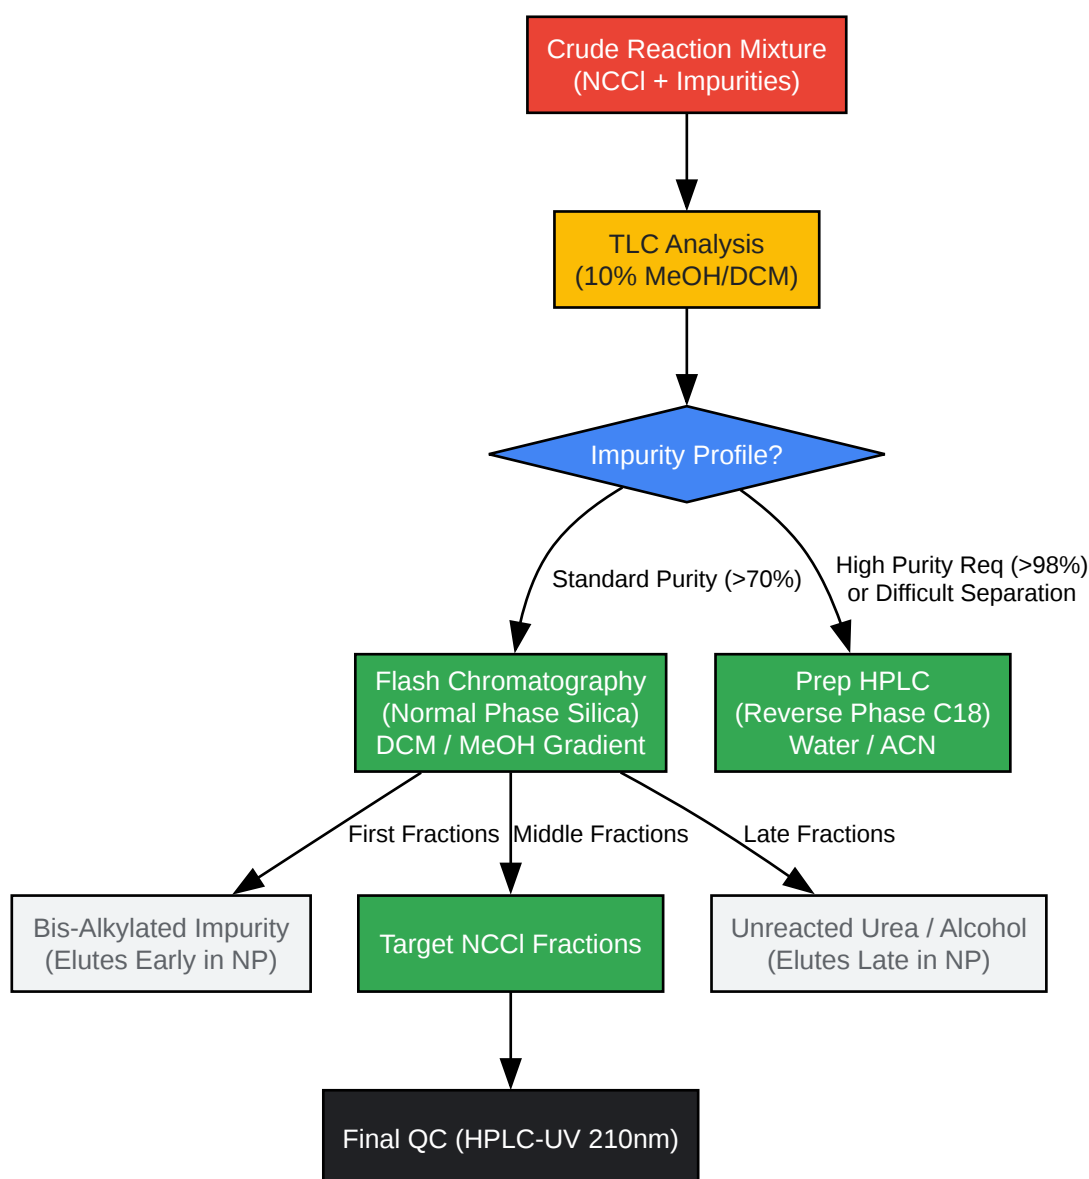 Crude Reaction Mixture
(NCCl + Impurities)
TLC Analysis
(10% MeOH/DCM)
Impurity Profile?
Standard Purity (>70%)
High Purity Req (>98%)
or Difficult Separation
Flash Chromatography
(Normal Phase Silica)
DCM / MeOH Gradient
Prep HPLC
(Reverse Phase C18)
Water / ACN
First Fractions
Middle Fractions
Late Fractions
Bis-Alkylated Impurity
(Elutes Early in NP)
Target NCCl Fractions
Unreacted Urea / Alcohol
(Elutes Late in NP)
Final QC (HPLC-UV 210nm)